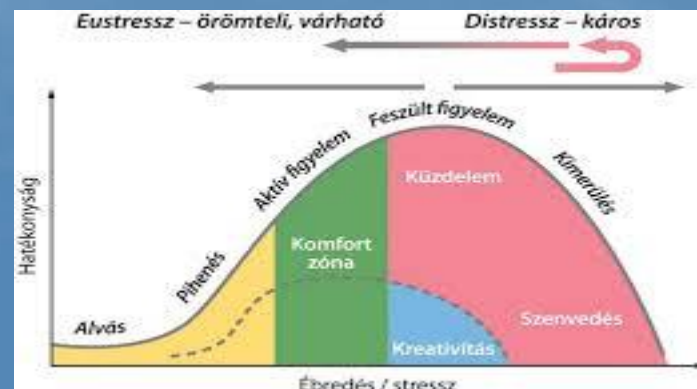 Eustressz – örömteli, várható
Distressz – káros
Feszült figyelem
Aktív figyelem
Kimerülés
Küzdelem
Hatékonyság
Komfort
zóna
Pihenés
Szenvedés
Alvás
Kreativitás
Ébredés / stressz